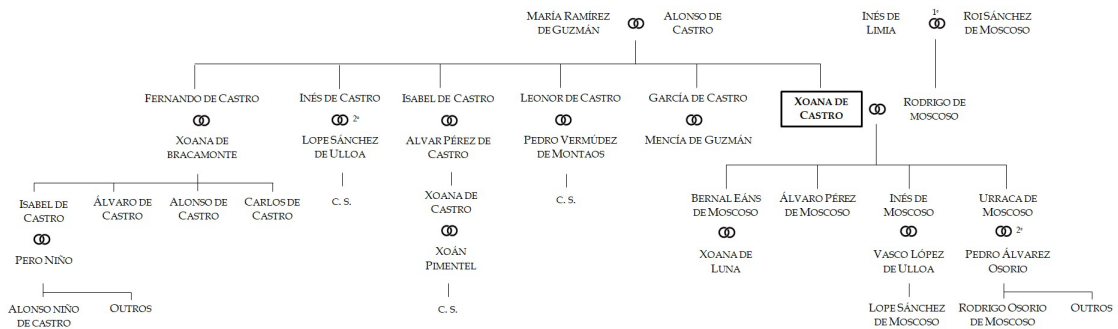 MARÍA RAMÍREZ
DE GUZMÁN
ALONSO DE
CASTRO
INÉS DE
LIMIA
1º
ROI SÁNCHEZ
DE MOSCOSO
FERNANDO DE CASTRO
XOANA DE
BRACAMONTE
INÉS DE CASTRO
2º
LOPE SÁNCHEZ
DE ULLOA
ISABEL DE CASTRO
ALVAR PÉREZ DE
CASTRO
LEONOR DE CASTRO
PEDRO VERMÚDEZ
DE MONTAOS
GARCÍA DE CASTRO
MENCÍA DE GUZMÁN
XOANA DE
CASTRO
RODRIGO DE
MOSCOSO
ISABEL DE
CASTRO
PERO NIÑO
ÁLVARO DE
CASTRO
ALONSO DE
CASTRO
CARLOS DE
CASTRO
C. S.
XOANA DE
CASTRO
XOÁN
PIMENTEL
C. S.
BERNAL EÁNS
DE MOSCOSO
XOANA DE
LUNA
ÁLVARO PÉREZ
DE MOSCOSO
INÉS DE
MOSCOSO
VASCO LÓPEZ
DE ULLOA
URRACA DE
MOSCOSO
2º
PEDRO ÁLVAREZ
OSORIO
ALONSO NIÑO
DE CASTRO
OUTROS
C. S.
LOPE SÁNCHEZ
DE MOSCOSO
RODRIGO OSORIO
DE MOSCOSO
OUTROS